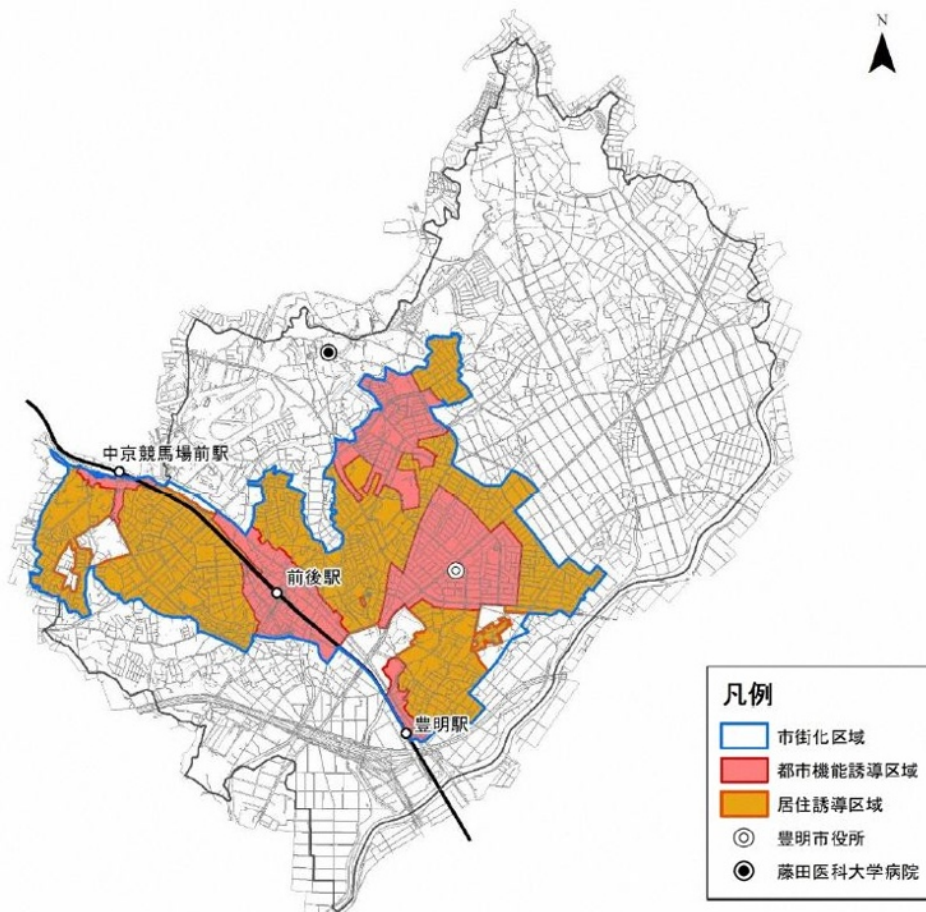 N
中京競馬場前駅
前後駅
豊明駅
凡例
市街化区域
都市機能誘導区域
居住誘導区域
豊明市役所
藤田医科大学病院